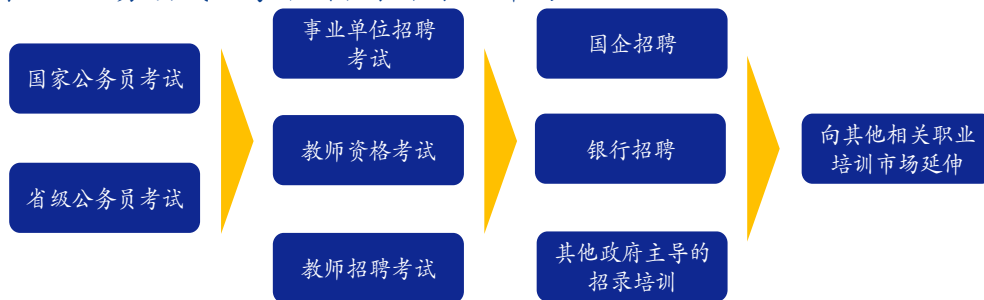 国家公务员考试
省级公务员考试
事业单位招聘
考试
教师资格考试
教师招聘考试
国企招聘
银行招聘
其他政府主导的
招录培训
向其他相关职业
培训市场延伸